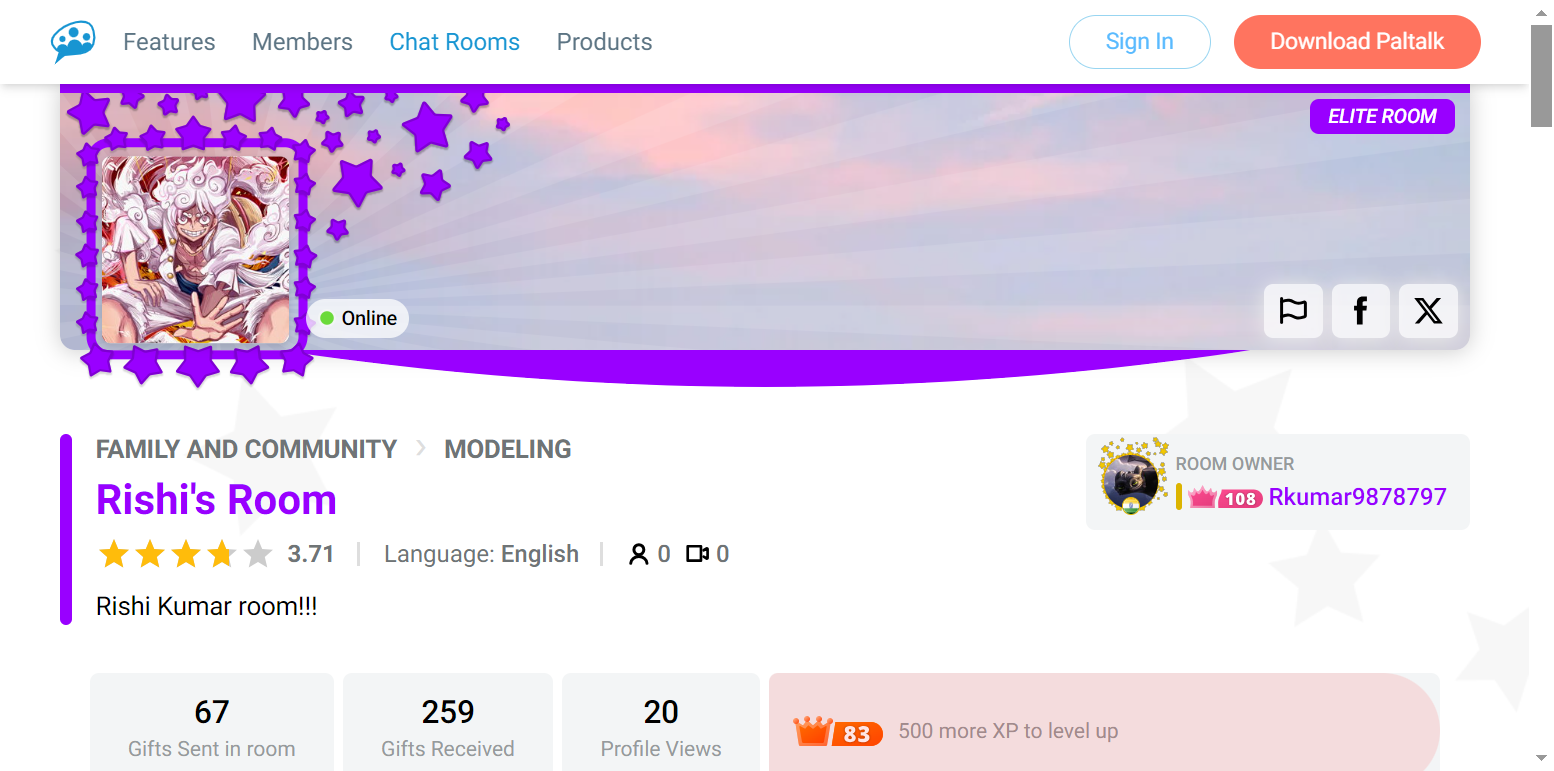 Features
Members
Chat Rooms
Products
Sign In
Download Paltalk
ELITE ROOM
Online
FAMILY AND COMMUNITY
MODELING
Rishi's Room
3.71
Language: English
0
0
Rishi Kumar room!!!
ROOM OWNER
108 Rkumar9878797
67
Gifts Sent in room
259
Gifts Received
20
Profile Views
83
500 more XP to level up